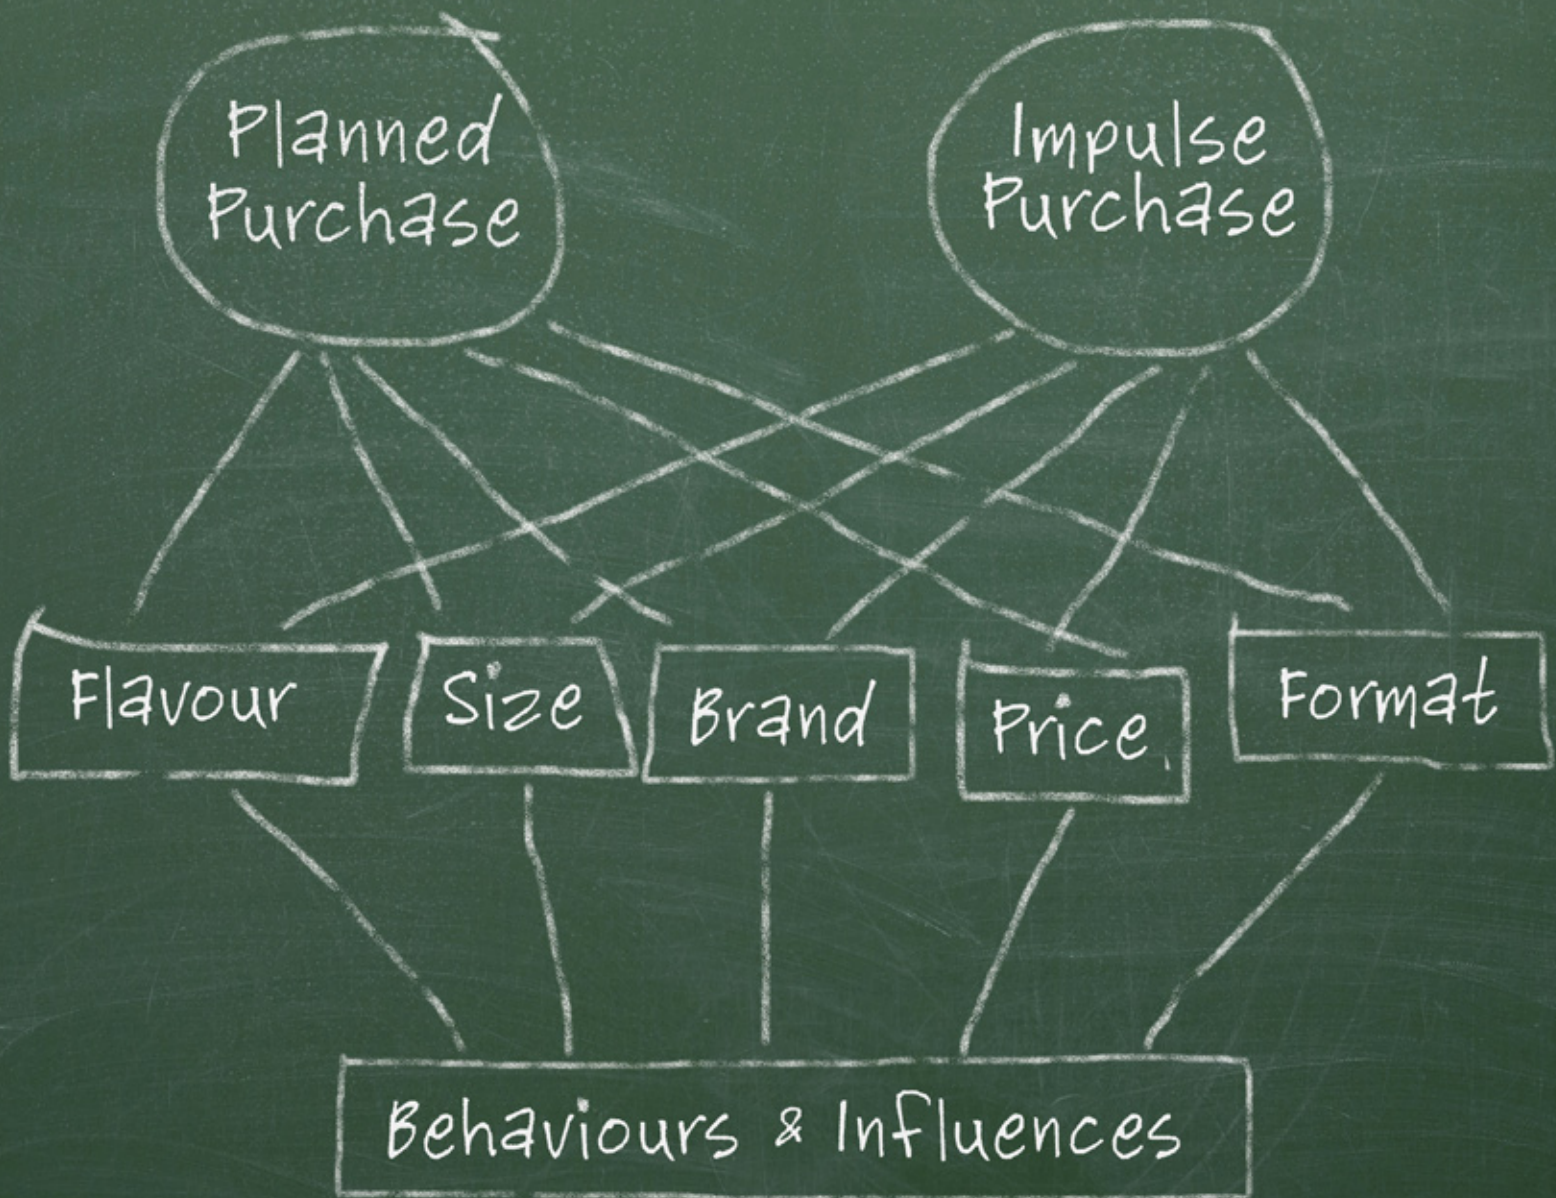 Planned
Purchase
Impulse
Purchase
Flavour
Size
Brand
Price
Format
Behaviours & Influences